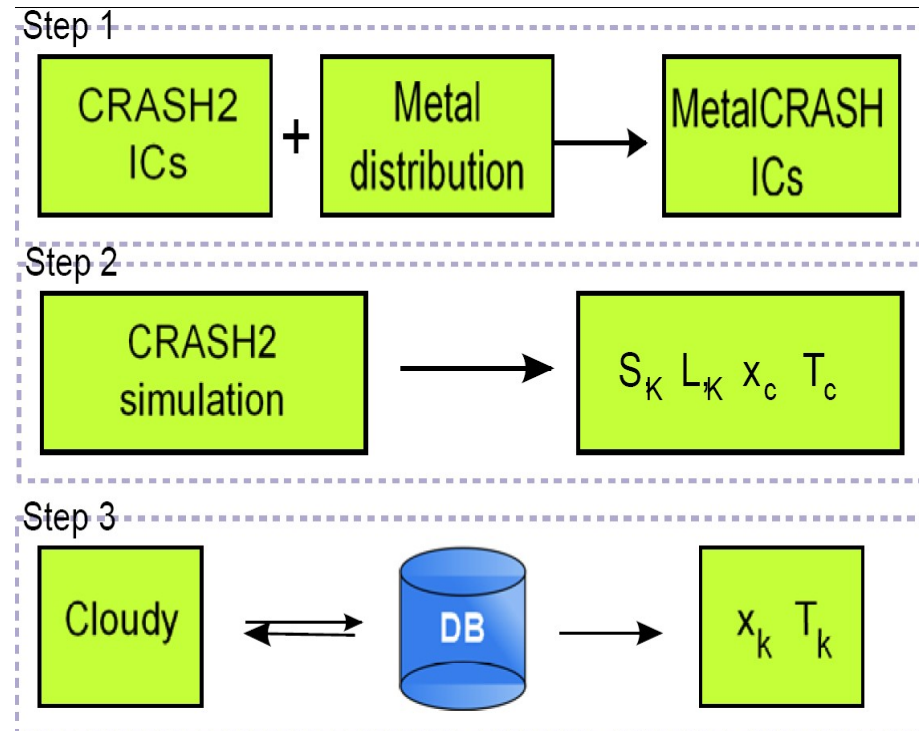 Step 1
CRASH2
ICs
+
Metal
distribution
MetalCRASH
ICs
Step 2
CRASH2
simulation
S,K L,K xc Tc
Step 3
Cloudy
DB
xk Tk